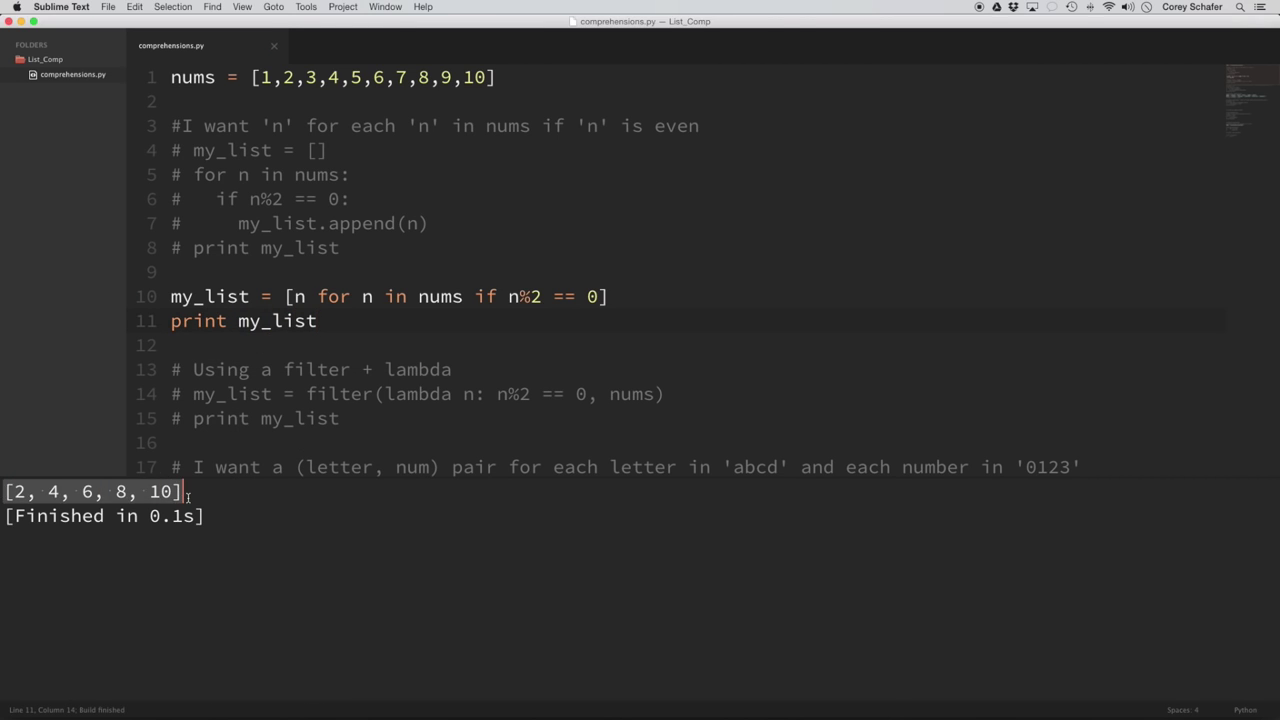 Sublime Text File Edit Selection Find View Goto Tools Project Window Help Corey Schafer
comprehensions.py — List_Comp
FOLDERS
List_Comp
comprehensions.py
comprehensions.py
1 nums = [1,2,3,4,5,6,7,8,9,10]
2
3 #I want 'n' for each 'n' in nums if 'n' is even
4 # my_list = []
5 # for n in nums:
6 #   if n%2 == 0:
7 #     my_list.append(n)
8 # print my_list
9
10 my_list = [n for n in nums if n%2 == 0]
11 print my_list
12
13 # Using a filter + lambda
14 # my_list = filter(lambda n: n%2 == 0, nums)
15 # print my_list
16
17 # I want a (letter, num) pair for each letter in 'abcd' and each number in '0123'
[2, 4, 6, 8, 10]
[Finished in 0.1s]
Line 11, Column 14, Build finished Spaces: 4 Python